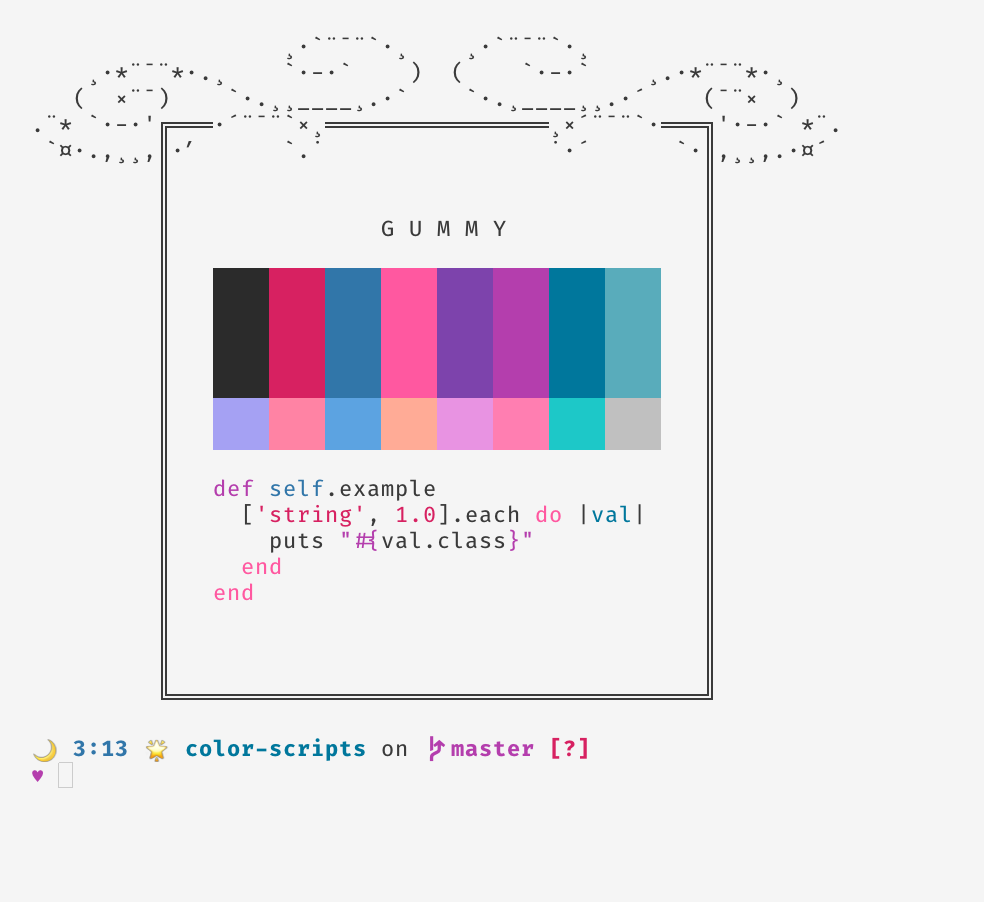 G U M M Y
def self.example
  ['string', 1.0].each do |val|
    puts "#{val.class}"
  end
end
🌙 3:13 🌟 color-scripts on master [?]
♥